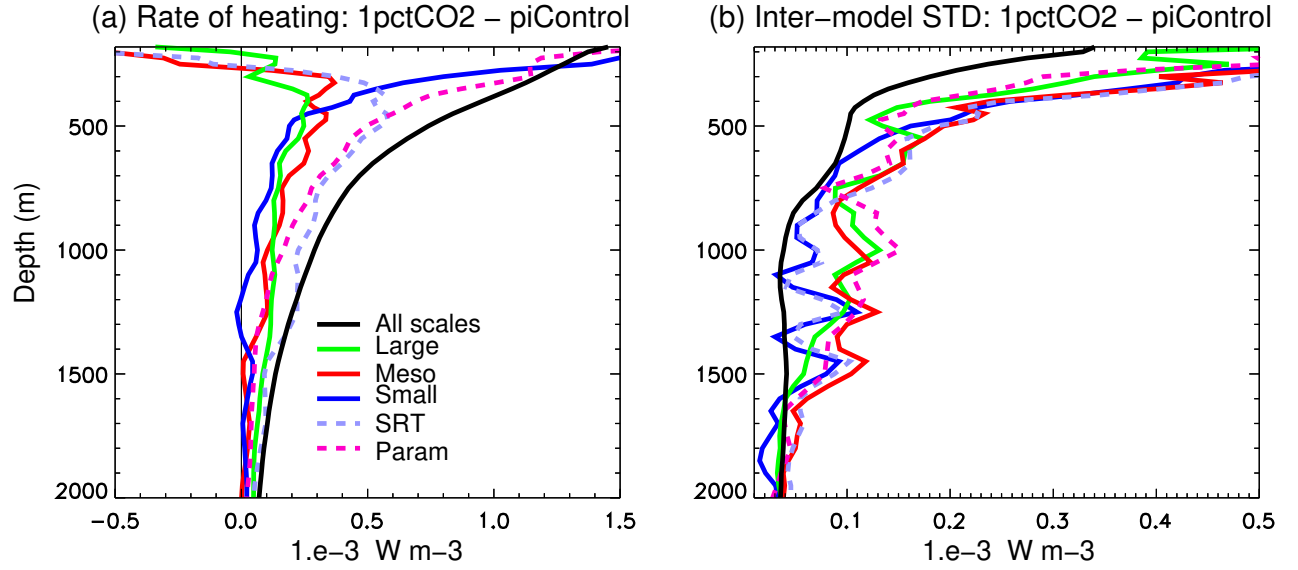 (a) Rate of heating: 1pctCO2 − piControl
(b) Inter−model STD: 1pctCO2 − piControl
Depth (m)
500
1000
1500
2000
−0.5
0.0
0.5
1.0
1.5
1.e−3 W m−3
All scales
Large
Meso
Small
SRT
Param
500
1000
1500
2000
0.1
0.2
0.3
0.4
0.5
1.e−3 W m−3